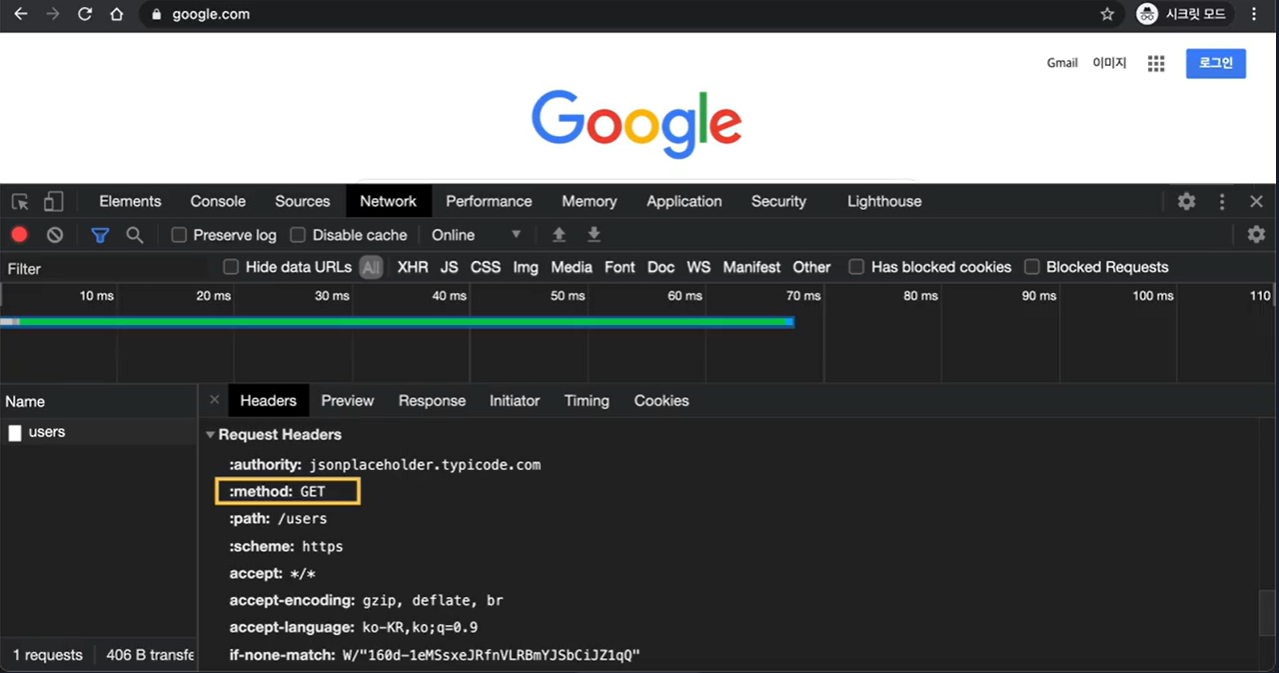 google.com 시크릿 모드
Gmail 이미지 로그인
Google
Elements Console Sources Network Performance Memory Application Security Lighthouse
Preserve log Disable cache Online
Filter Hide data URLs All XHR JS CSS Img Media Font Doc WS Manifest Other Has blocked cookies Blocked Requests
10 ms 20 ms 30 ms 40 ms 50 ms 60 ms 70 ms 80 ms 90 ms 100 ms 110
Name Headers Preview Response Initiator Timing Cookies
users
Request Headers
:authority: jsonplaceholder.typicode.com
:method: GET
:path: /users
:scheme: https
accept: */*
accept-encoding: gzip, deflate, br
accept-language: ko-KR,ko;q=0.9
if-none-match: W/"160d-1eMSsxeJRfnVLRBmYJSbCiJZ1qQ"
1 requests 406 B transfe